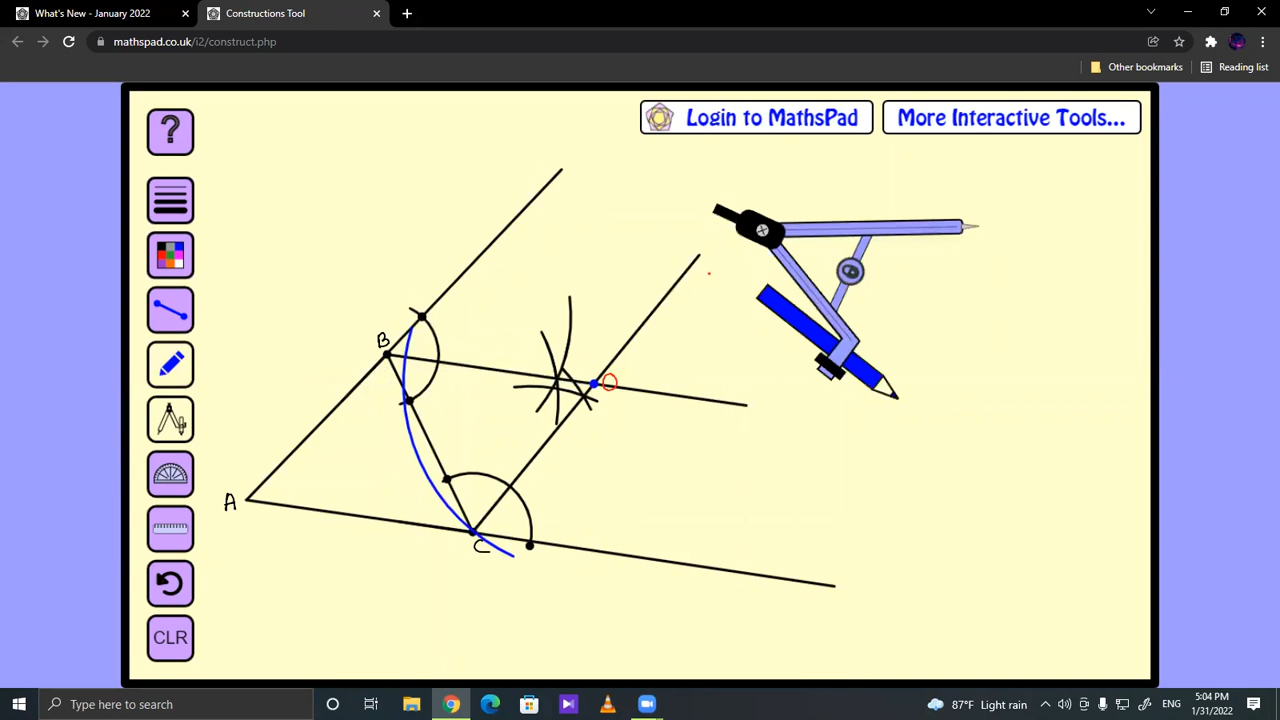 What's New - January 2022
Constructions Tool
mathspad.co.uk/i2/construct.php
Other bookmarks
Reading list
?
Login to MathsPad
More Interactive Tools...
B
O
A
C
CLR
Type here to search
87°F Light rain
5:04 PM
1/31/2022